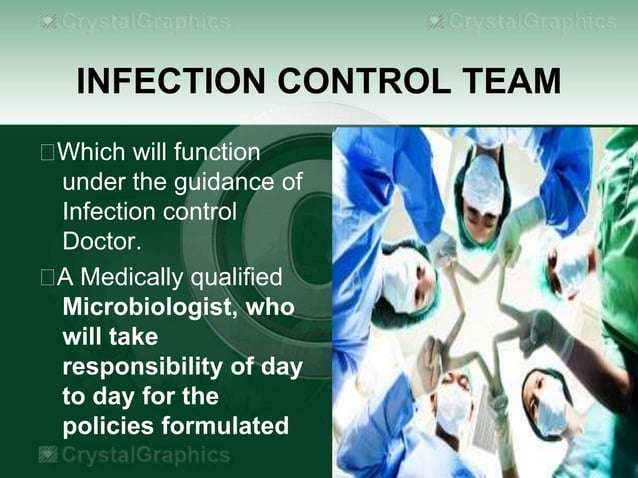 CrystalGraphics CrystalGraphics
INFECTION CONTROL TEAM
Which will function
under the guidance of
Infection control
Doctor.
A Medically qualified
Microbiologist, who
will take
responsibility of day
to day for the
policies formulated
CrystalGraphics